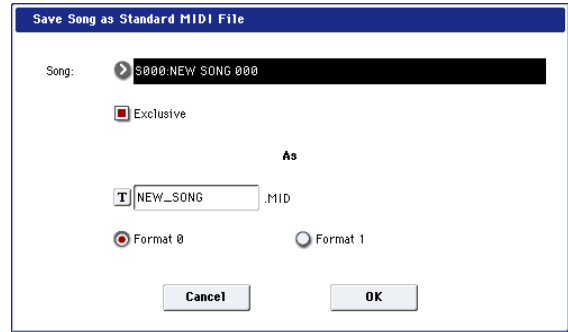 Save Song as Standard MIDI File
Song: S000:NEW SONG 000
Exclusive
As
T NEW_SONG .MID
Format 0 Format 1
Cancel OK